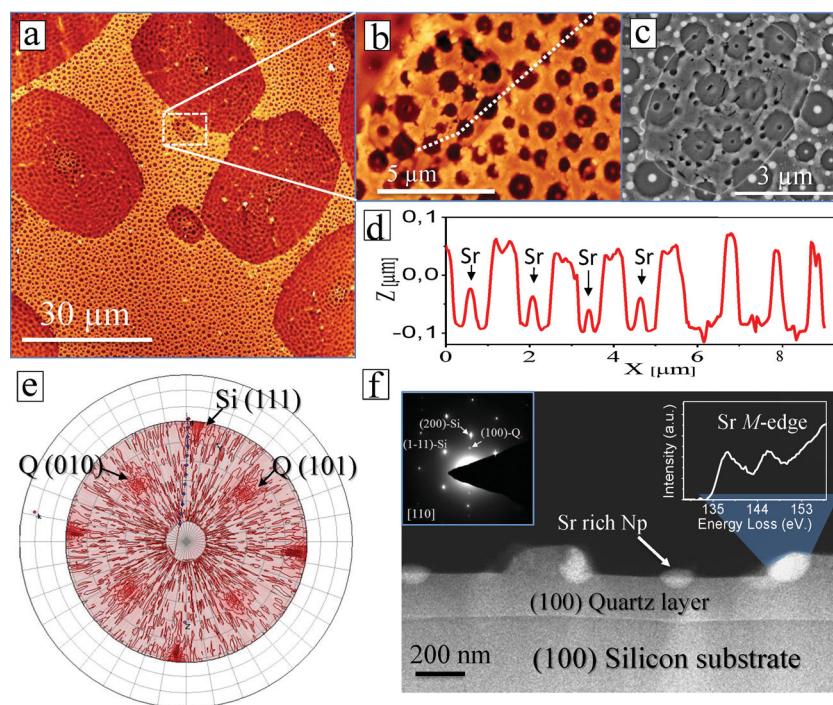 a
30 µm
b
5 µm
c
3 µm
d
0,1
0,0
-0,1
Z [µm]
Sr
Sr
Sr
Sr
0
2
4
6
8
X [µm]
e
Si (111)
Q (010)
Q (101)
f
(200)-Si
(100)-Q
(1-11)-Si
[110]
Sr M-edge
Intensity (a.u.)
135
144
153
Energy Loss (eV.)
Sr rich Np
(100) Quartz layer
200 nm
(100) Silicon substrate